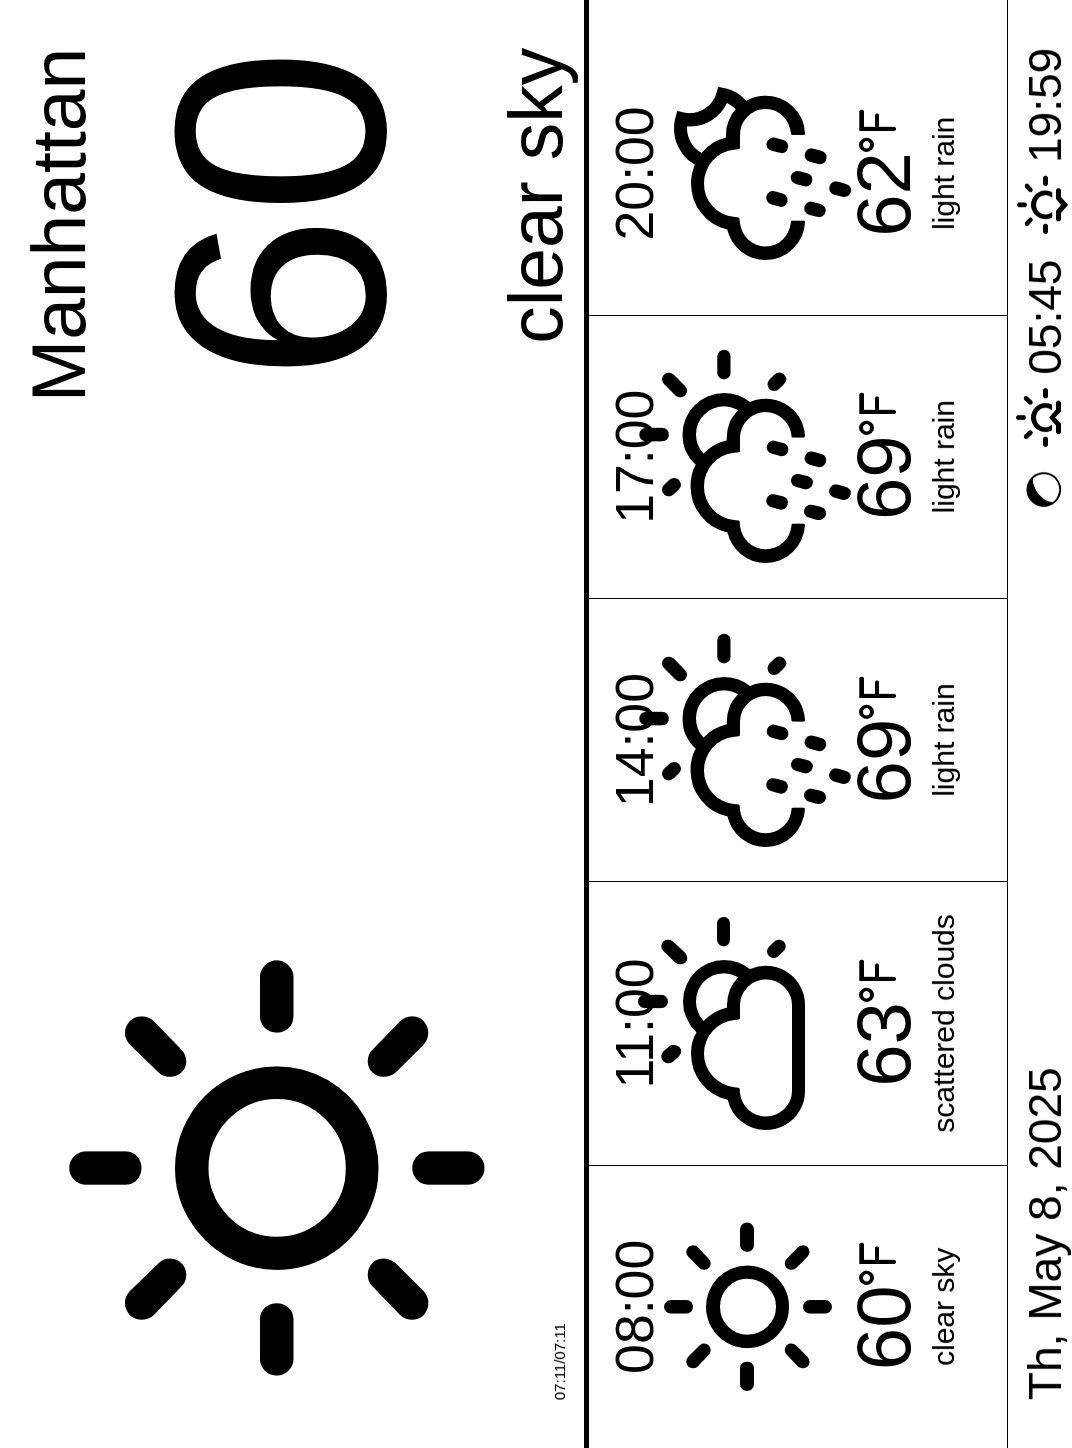 Manhattan
60
clear sky
07:11/07:11
08:00
60°F
clear sky
11:00
63°F
scattered clouds
14:00
69°F
light rain
17:00
69°F
light rain
20:00
62°F
light rain
Th, May 8, 2025
05:45
19:59